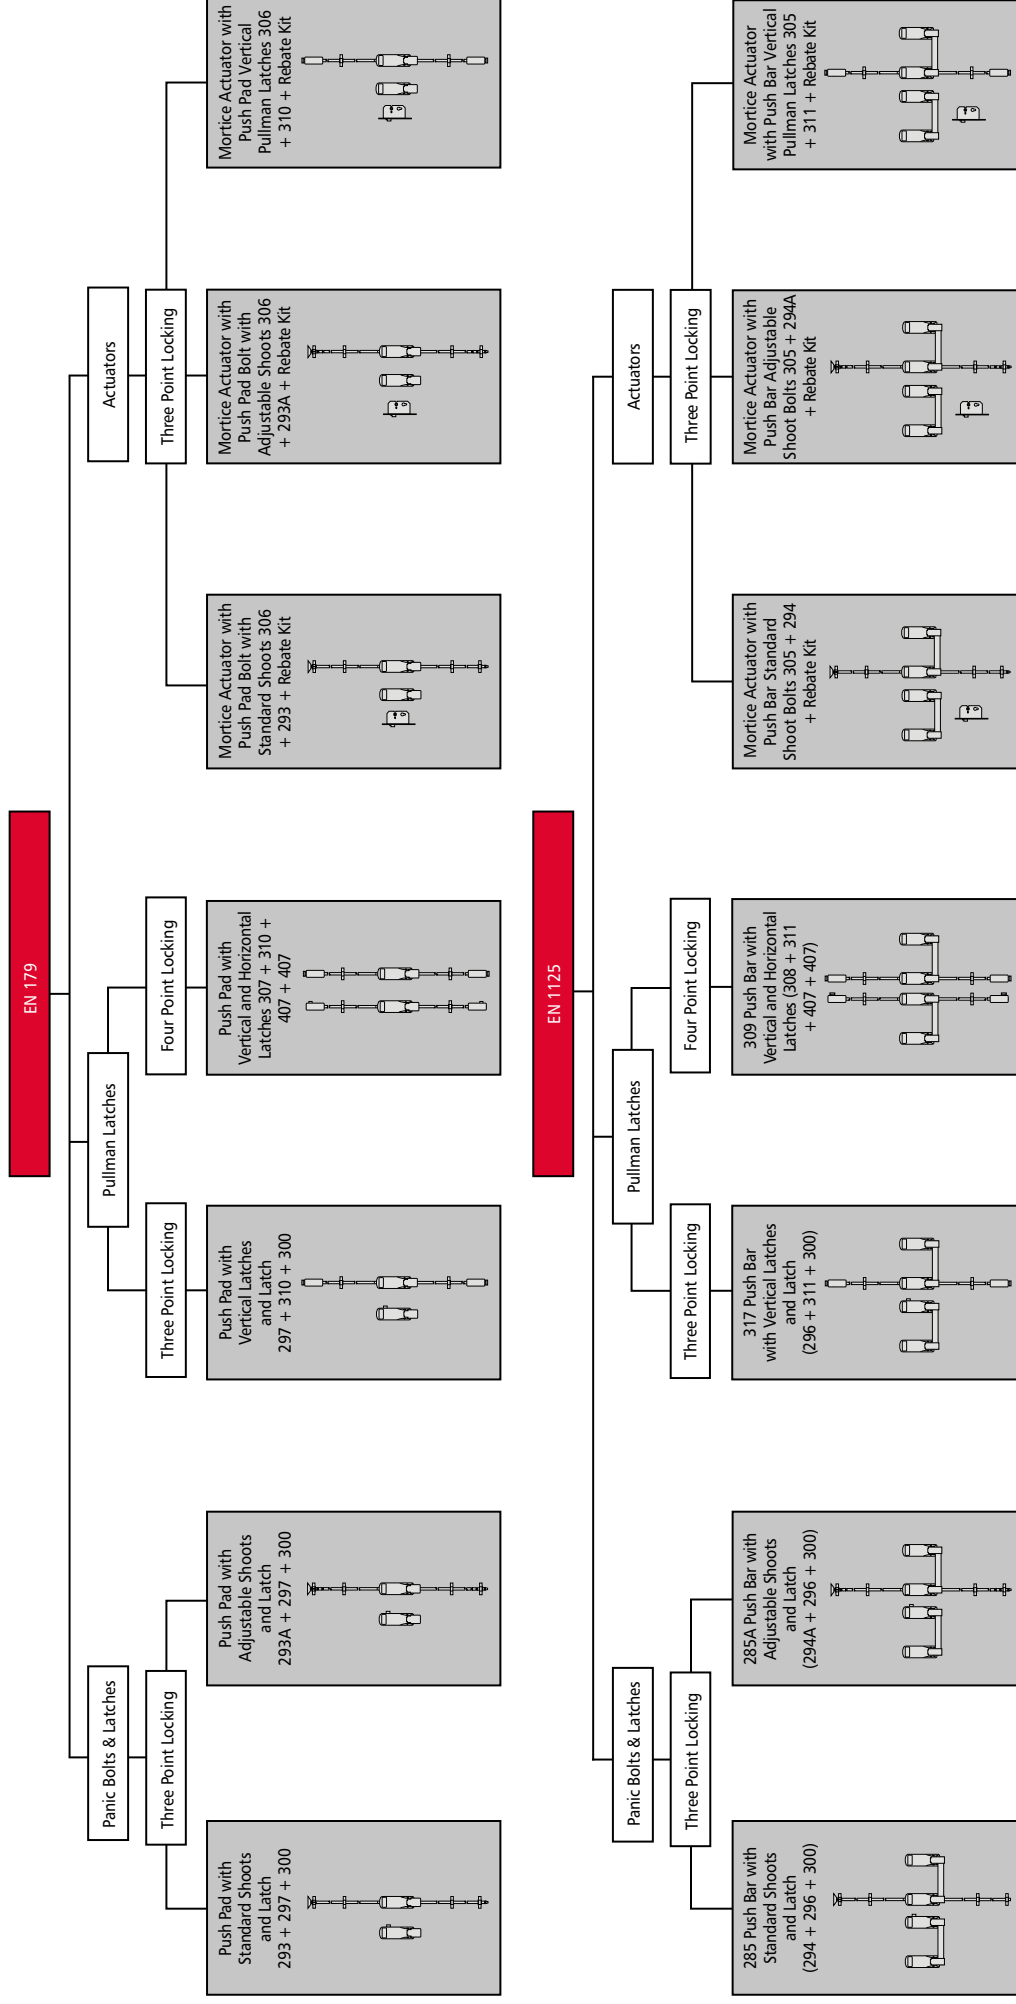 EN 179
Panic Bolts & Latches
Three Point Locking
Push Pad with
Standard Shoots
and Latch
293 + 297 + 300
Push Pad with
Adjustable Shoots
and Latch
293A + 297 + 300
Pullman Latches
Three Point Locking
Push Pad with
Vertical Latches
and Latch
297 + 310 + 300
Four Point Locking
Push Pad with
Vertical and Horizontal
Latches 307 + 310 +
407 + 407
Actuators
Three Point Locking
Mortice Actuator with
Push Pad Bolt with
Standard Shoots 306
+ 293 + Rebate Kit
Mortice Actuator with
Push Pad Bolt with
Adjustable Shoots 306
+ 293A + Rebate Kit
Mortice Actuator with
Push Pad Vertical
Pullman Latches 306
+ 310 + Rebate Kit
EN 1125
Panic Bolts & Latches
Three Point Locking
285 Push Bar with
Standard Shoots
and Latch
(294 + 296 + 300)
285A Push Bar with
Adjustable Shoots
and Latch
(294A + 296 + 300)
Pullman Latches
Three Point Locking
317 Push Bar
with Vertical Latches
and Latch
(296 + 311 + 300)
Four Point Locking
309 Push Bar with
Vertical and Horizontal
Latches (308 + 311
+ 407 + 407)
Actuators
Three Point Locking
Mortice Actuator with
Push Bar Standard
Shoot Bolts 305 + 294
+ Rebate Kit
Mortice Actuator with
Push Bar Adjustable
Shoot Bolts 305 + 294A
+ Rebate Kit
Mortice Actuator
with Push Bar Vertical
Pullman Latches 305
+ 311 + Rebate Kit